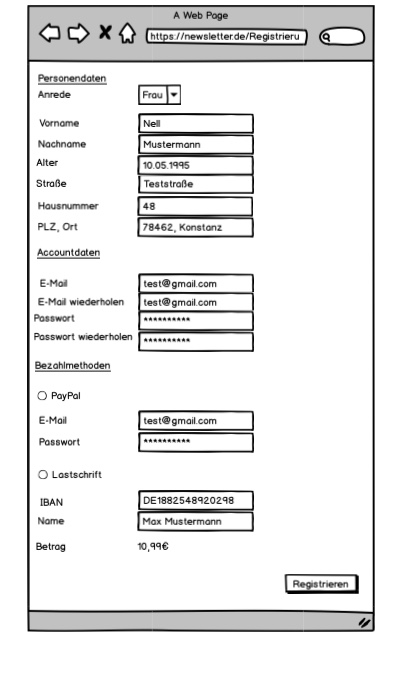 A Web Page
https://newsletter.de/Registrieru
Personendaten
Anrede Frau
Vorname Nell
Nachname Mustermann
Alter 10.05.1995
Straße Teststraße
Hausnummer 48
PLZ, Ort 78462, Konstanz
Accountdaten
E-Mail test@gmail.com
E-Mail wiederholen test@gmail.com
Passwort **********
Passwort wiederholen **********
Bezahlmethoden
PayPal
E-Mail test@gmail.com
Passwort **********
Lastschrift
IBAN DE1882548920298
Name Max Mustermann
Betrag 10,99€
Registrieren